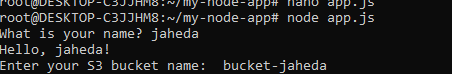 root@DESKTOP-C3JJHM8:~/my-node-app# nano app.js
root@DESKTOP-C3JJHM8:~/my-node-app# node app.js
What is your name? jaheda
Hello, jaheda!
Enter your S3 bucket name:  bucket-jaheda